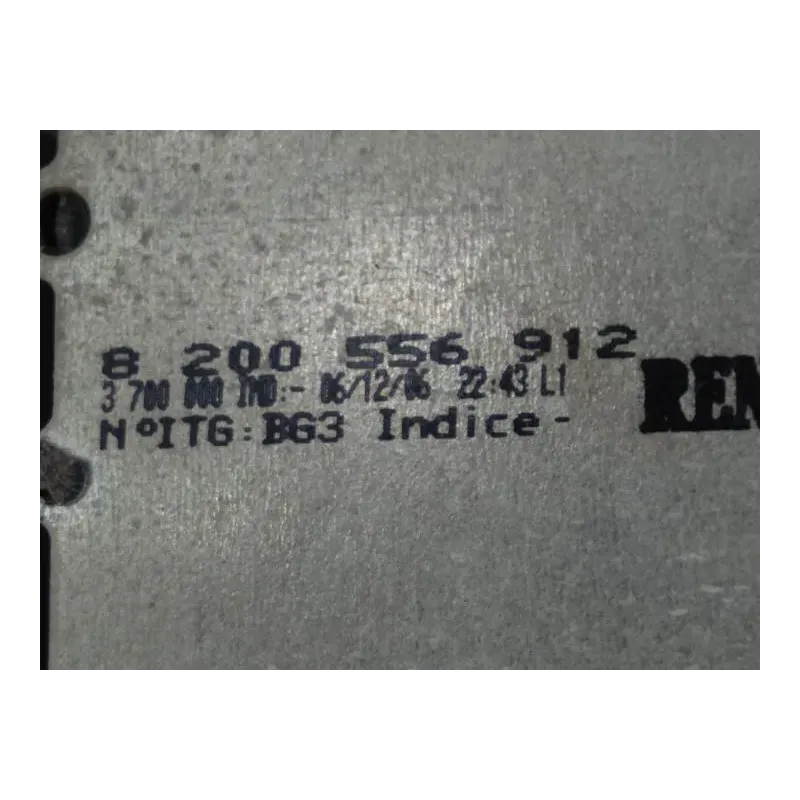 8 200 556 912
3 700 000 IND:- 06/12/06 22:43 L1
N°ITG:BG3 Indice-
REN